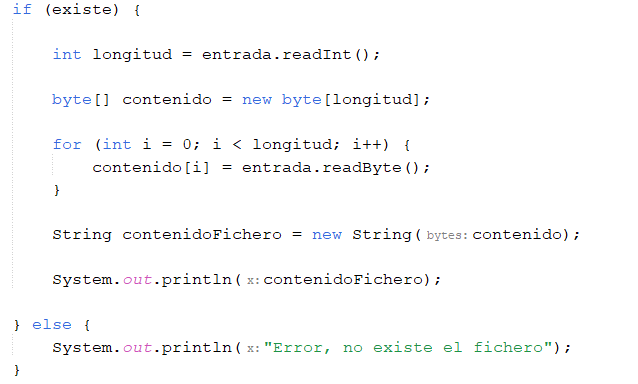 if (existe) {
int longitud = entrada.readInt();
byte[] contenido = new byte[longitud];
for (int i = 0; i < longitud; i++) {
contenido[i] = entrada.readByte();
}
String contenidoFichero = new String( bytes: contenido);
System.out.println( x: contenidoFichero);
} else {
System.out.println( x: "Error, no existe el fichero");
}